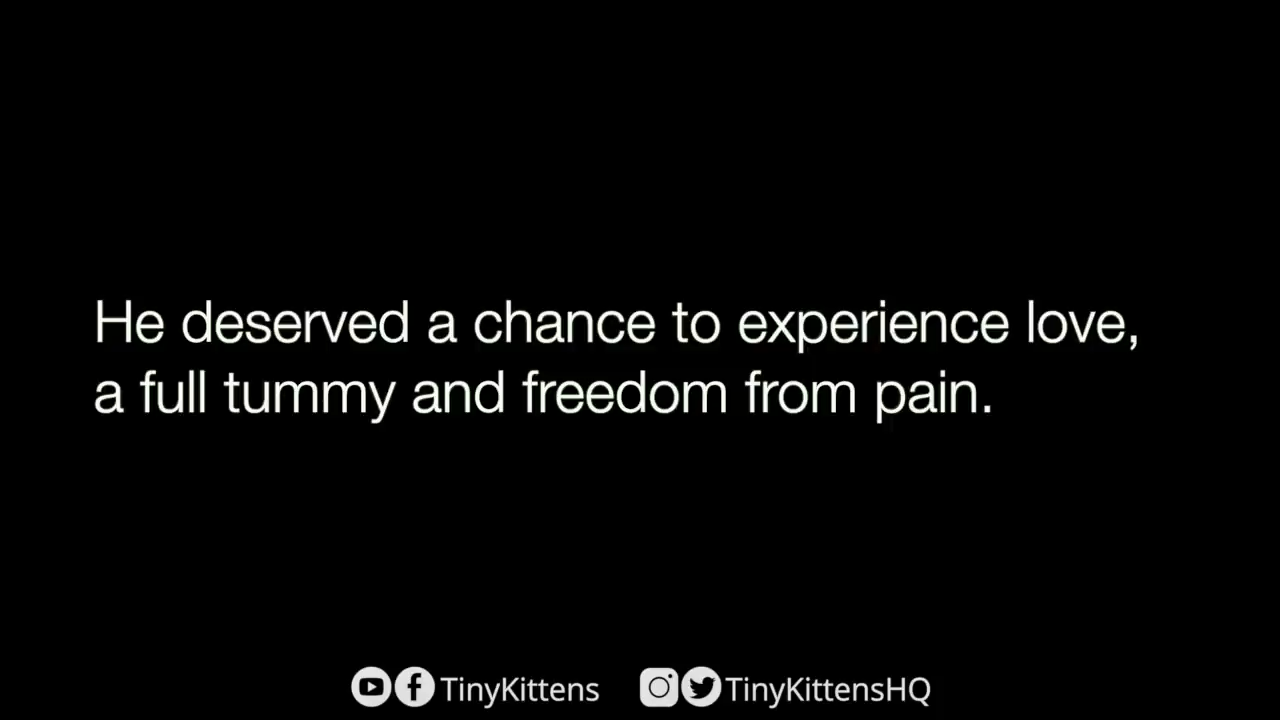 He deserved a chance to experience love,
a full tummy and freedom from pain.
TinyKittens TinyKittensHQ